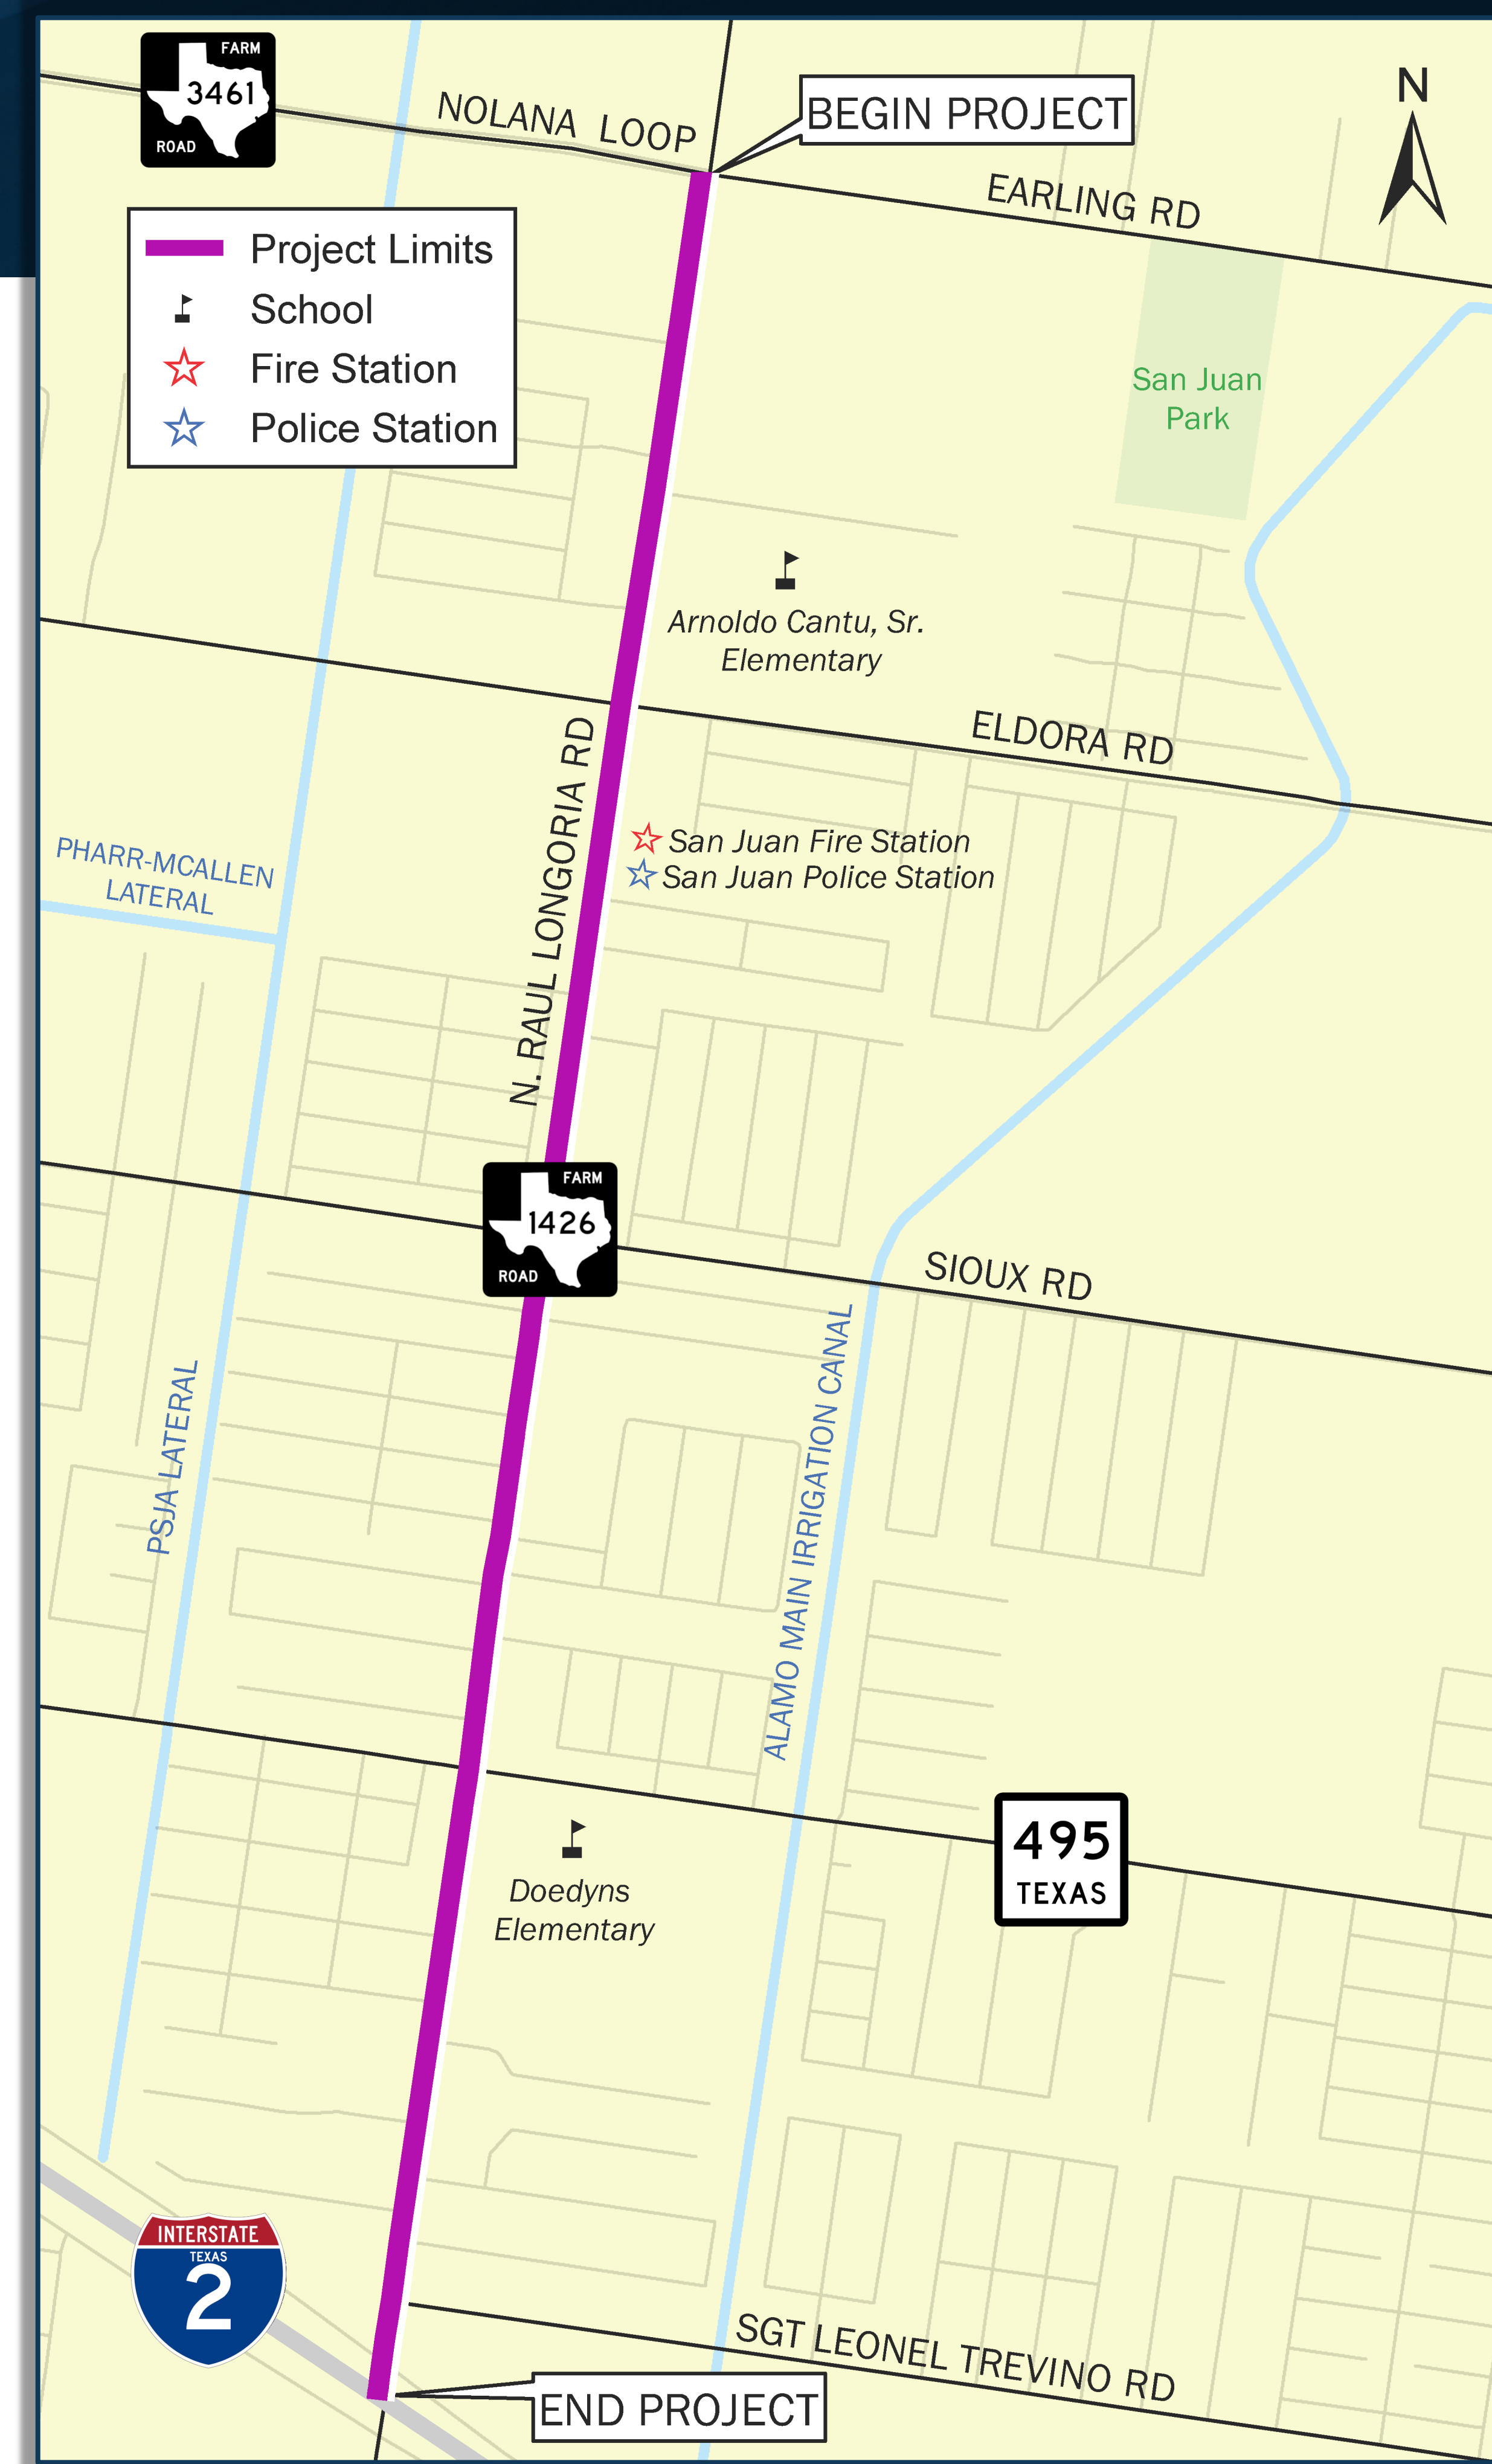 FARM
3461
ROAD
NOLANA LOOP
BEGIN PROJECT
N
EARLING RD
Project Limits
School
Fire Station
Police Station
San Juan
Park
Arnoldo Cantu, Sr.
Elementary
ELDORA RD
N. RAUL LONGORIA RD
San Juan Fire Station
San Juan Police Station
PHARR-MCALLEN
LATERAL
FARM
1426
ROAD
SIOUX RD
PSJA LATERAL
ALAMO MAIN IRRIGATION CANAL
495
TEXAS
Doedyns
Elementary
INTERSTATE
TEXAS
2
SGT LEONEL TREVINO RD
END PROJECT